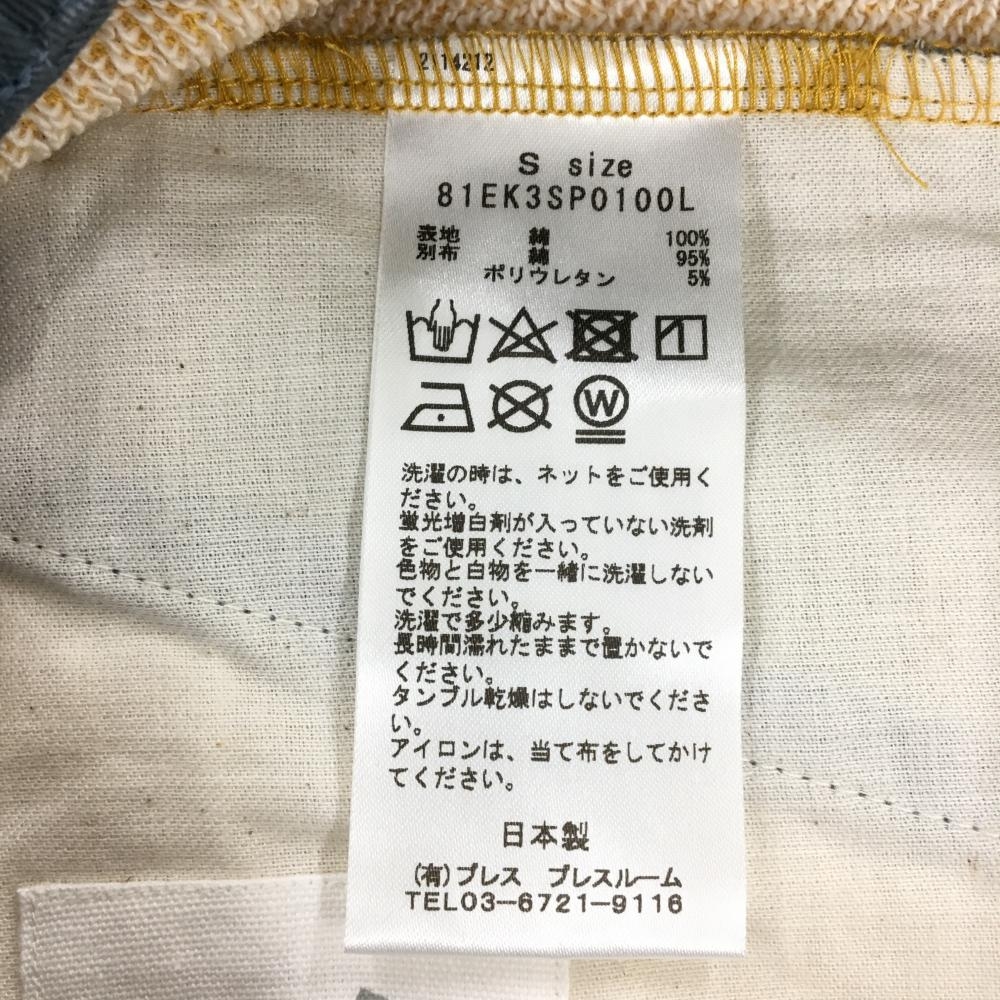 2114212
S size
81EK3SP0100L
表地 綿 100%
別布 綿 95%
ポリウレタン 5%
W
洗濯の時は、ネットをご使用く
ださい。
蛍光増白剤が入っていない洗剤
をご使用ください。
色物と白物を一緒に洗濯しない
でください。
洗濯で多少縮みます。
長時間濡れたままで置かないで
ください。
タンブル乾燥はしないでくださ
い。
アイロンは、当て布をしてかけ
てください。
日本製
(有)プレス プレスルーム
TEL03-6721-9116